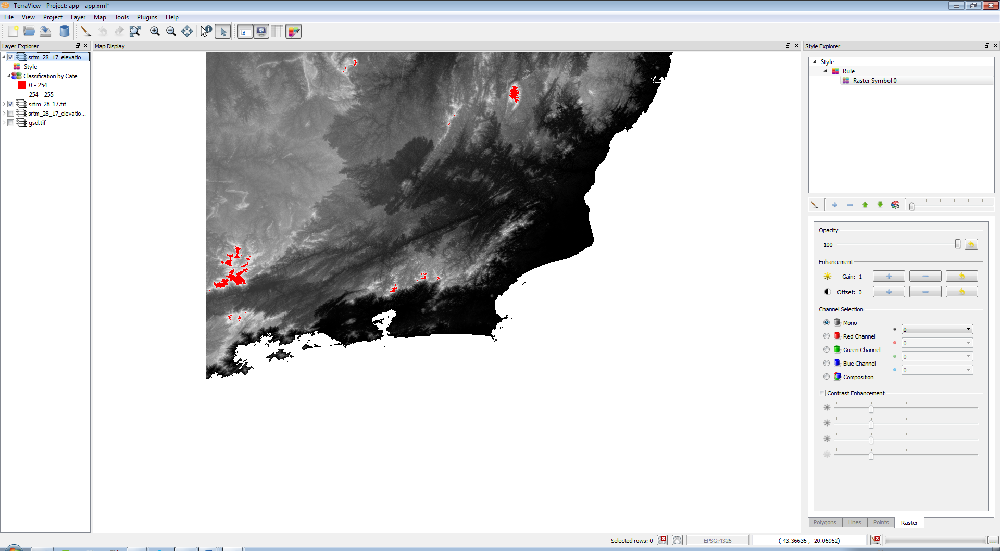 TerraView - Project: app - app.xml*
File View Project Layer Map Tools Plugins Help
Layer Explorer
srtm_28_17_elevatio...
Style
Classification by Cate...
0 - 254
254 - 255
srtm_28_17.tif
srtm_28_17_elevatio...
gsd.tif
Map Display
Style Explorer
Style
Rule
Raster Symbol 0
Opacity
100
Enhancement
Gain: 1
Offset: 0
Channel Selection
Mono 0
Red Channel 0
Green Channel 0
Blue Channel 0
Composition
Contrast Enhancement
Polygons Lines Points Raster
Selected rows: 0 EPSG:4326 (-43.36636 , -20.06952) ...